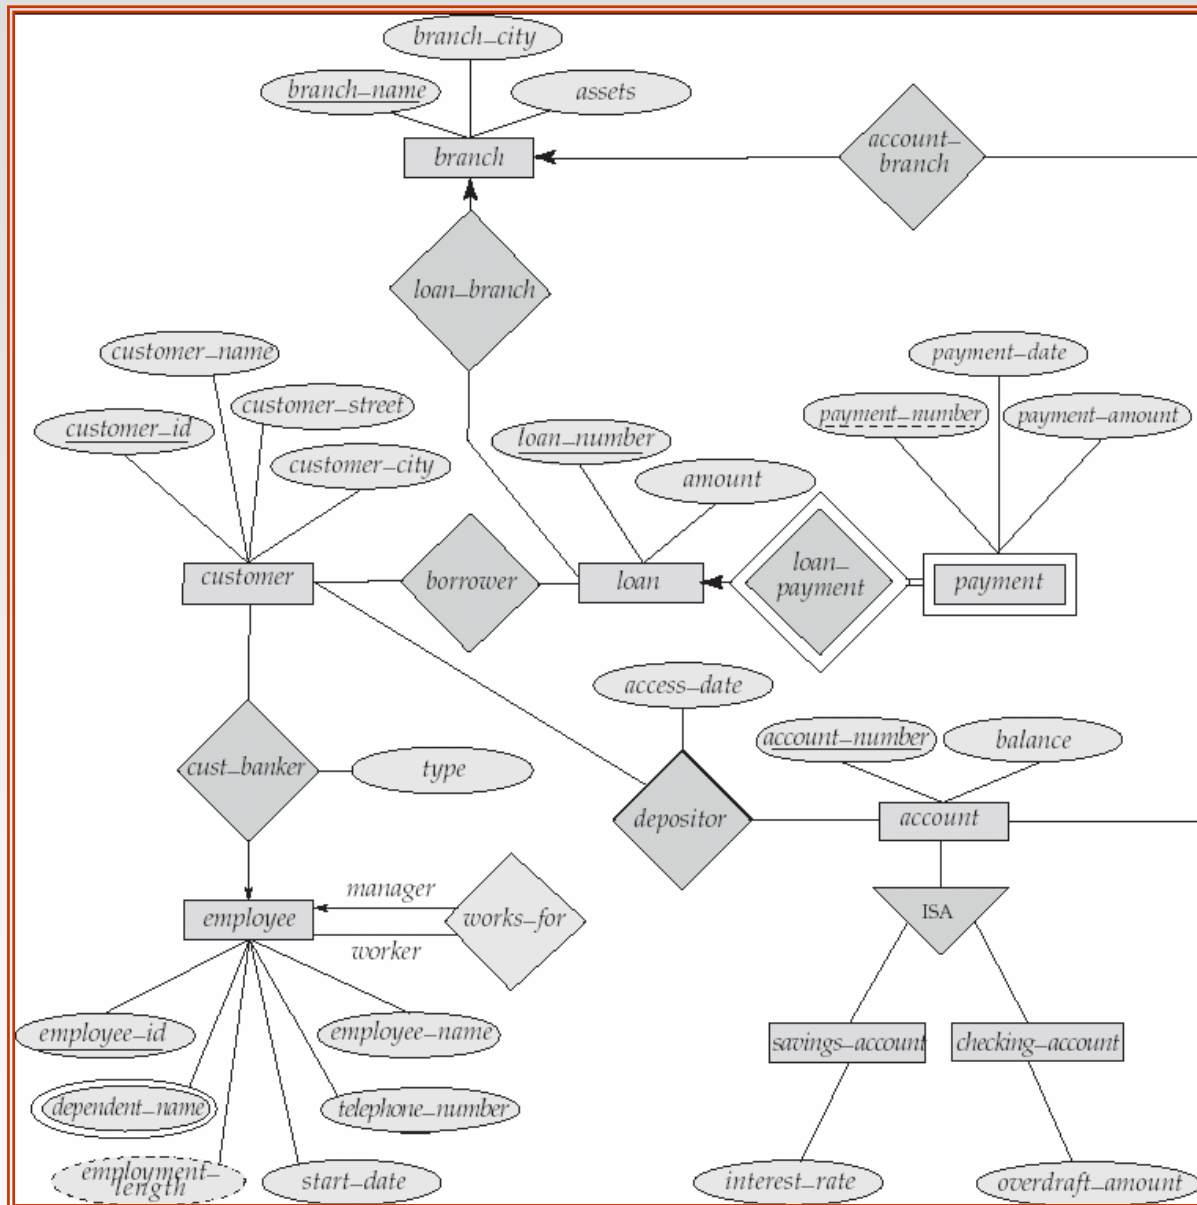 branch_city
branch_name
assets
branch
account_
branch
loan_branch
customer_name
customer_street
customer_id
customer_city
payment_date
payment_number
payment_amount
loan_number
amount
customer
borrower
loan
loan_
payment
payment
access_date
account_number
balance
cust_banker
type
depositor
account
manager
employee
works_for
worker
ISA
employee_id
employee_name
savings_account
checking_account
dependent_name
telephone_number
employment_
length
start_date
interest_rate
overdraft_amount